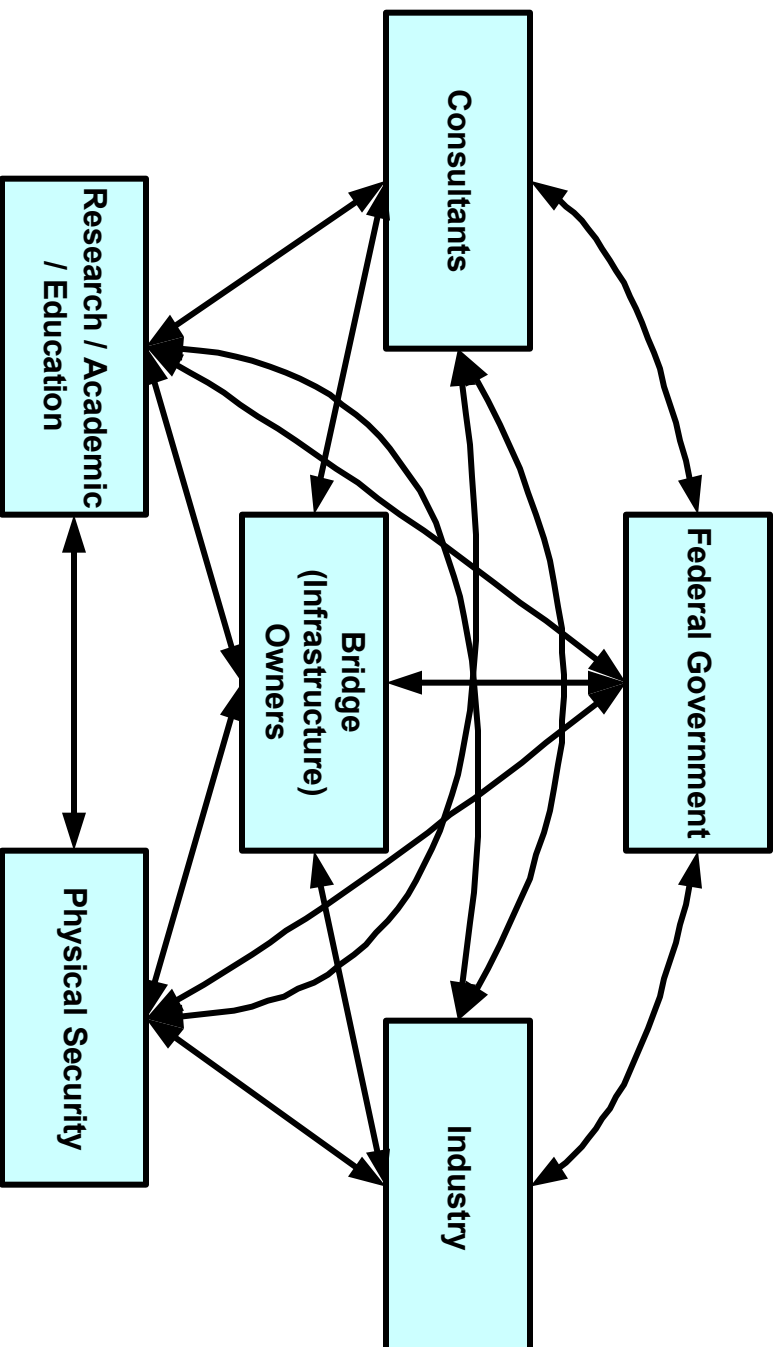 Federal Government
Consultants
Industry
Bridge
(Infrastructure)
Owners
Research / Academic
/ Education
Physical Security